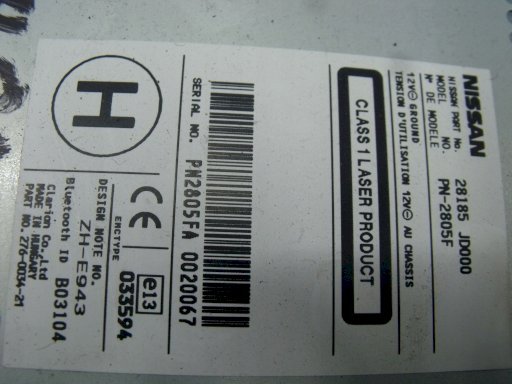 NISSAN
NISSAN PART No. 28185 JD000
MODEL NO. PN-2805F
N° DE MODELE
12V⊖ GROUND
TENSION D'UTILISATION 12V⊖ AU CHASSIS
CLASS 1 LASER PRODUCT
SERIAL NO. PN2805FA 0020067
H
CE
e13
EMCTYPE 033594
DESIGN NOTE NO.
ZH-E943
Bluetooth ID B03104
Clarion Co.,Ltd
MADE IN HUNGARY
PART NO. 276-0034-21